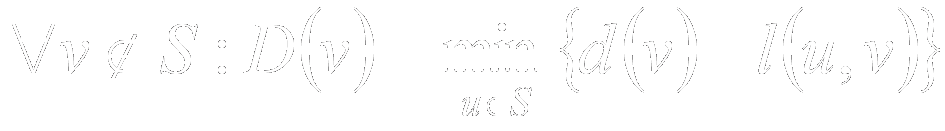 ∀v ∉ S : D(v) min {d(v) l(u,v)}
u∈S